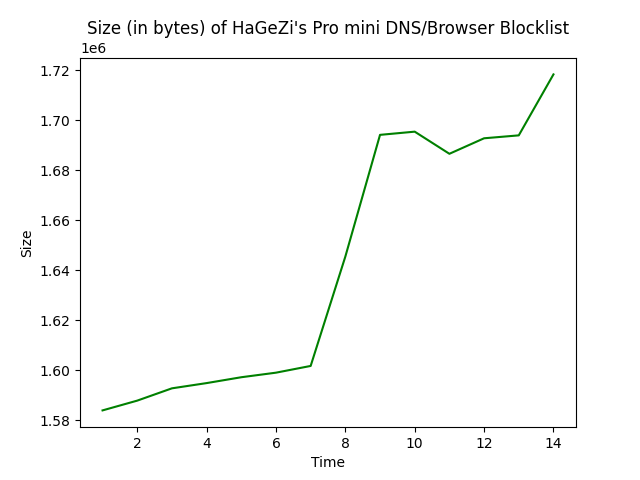 Size (in bytes) of HaGeZi's Pro mini DNS/Browser Blocklist
1e6
1.72
1.70
1.68
1.66
1.64
1.62
1.60
1.58
Size
2 4 6 8 10 12 14
Time